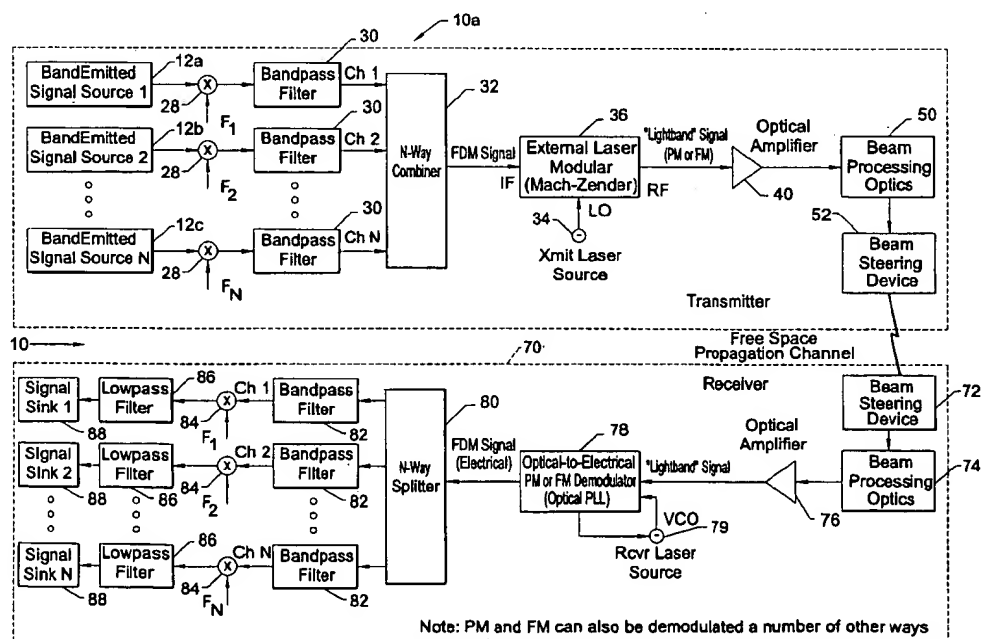 10a
12a
30
BandEmitted
Signal Source 1
X
28
F1
Bandpass
Filter
Ch 1
32
12b
30
BandEmitted
Signal Source 2
X
28
F2
Bandpass
Filter
Ch 2
N-Way
Combiner
FDM Signal
IF
36
External Laser
Modular
(Mach-Zender)
RF
LO
34
Xmit Laser
Source
"Lightband" Signal
(PM or FM)
Optical
Amplifier
40
50
Beam
Processing
Optics
52
Beam
Steering
Device
12c
30
BandEmitted
Signal Source N
X
28
FN
Bandpass
Filter
Ch N
Transmitter
Free Space
Propagation Channel
10
70
Receiver
Beam
Steering
Device
72
Beam
Processing
Optics
74
Optical
Amplifier
76
"Lightband" Signal
78
Optical-to-Electrical
PM or FM Demodulator
(Optical PLL)
VCO
79
Rcvr Laser
Source
FDM Signal
(Electrical)
80
N-Way
Splitter
Signal
Sink 1
88
86
Lowpass
Filter
Ch 1
X
84
F1
Bandpass
Filter
82
Signal
Sink 2
88
Lowpass
Filter
86
Ch 2
X
84
F2
Bandpass
Filter
82
Signal
Sink N
88
86
Lowpass
Filter
Ch N
X
84
FN
Bandpass
Filter
82
Note: PM and FM can also be demodulated a number of other ways